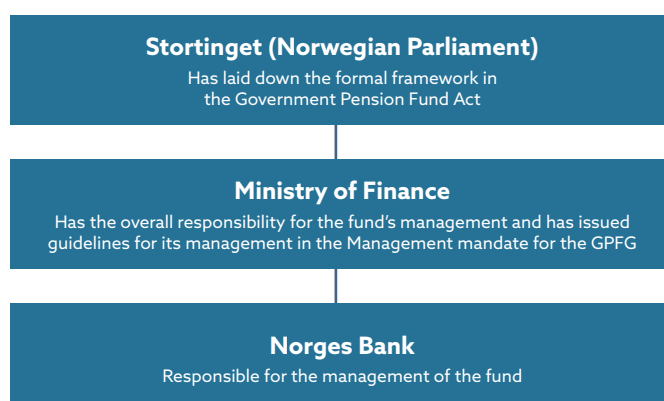 Stortinget (Norwegian Parliament)
Has laid down the formal framework in
the Government Pension Fund Act
Ministry of Finance
Has the overall responsibility for the fund’s management and has issued
guidelines for its management in the Management mandate for the GPFG
Norges Bank
Responsible for the management of the fund